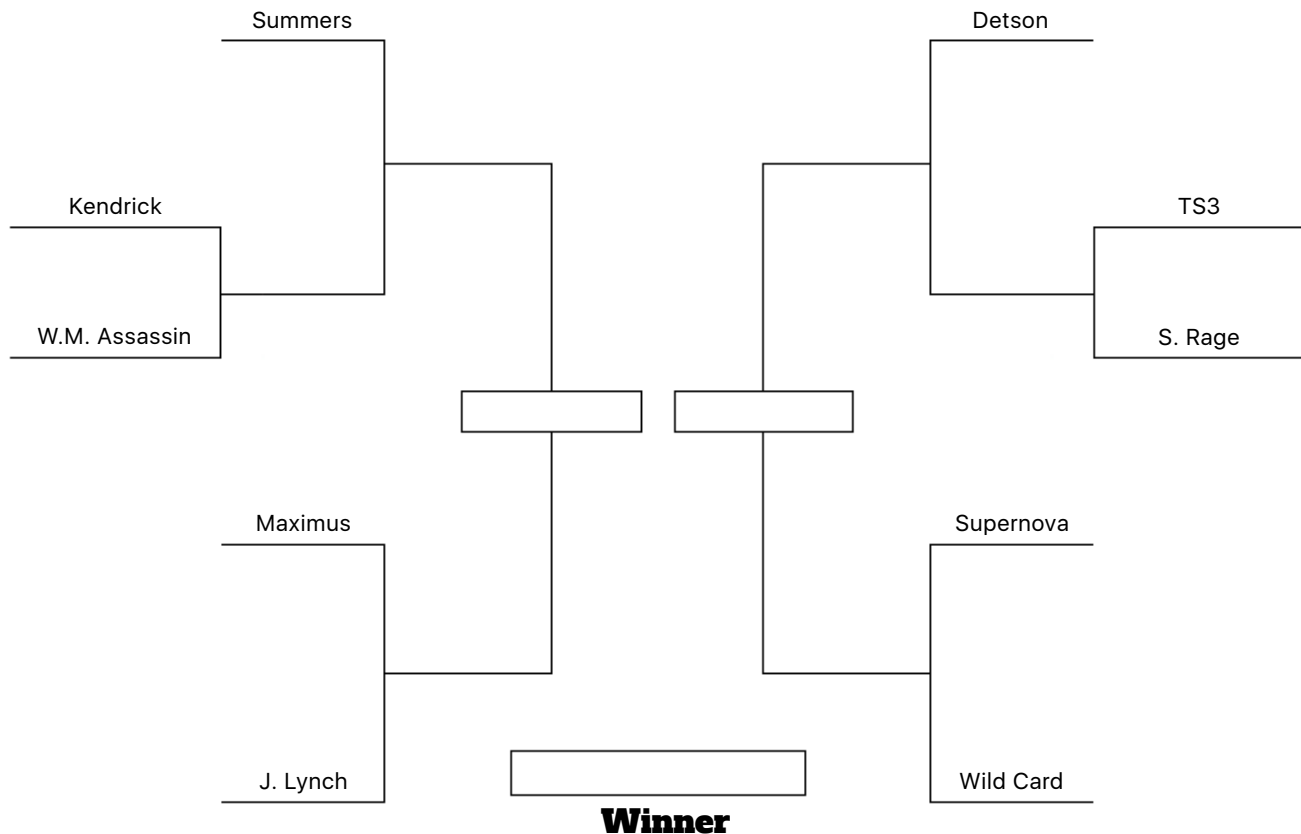 Summers
Detson
Kendrick
TS3
W.M. Assassin
S. Rage
Maximus
Supernova
J. Lynch
Wild Card
Winner